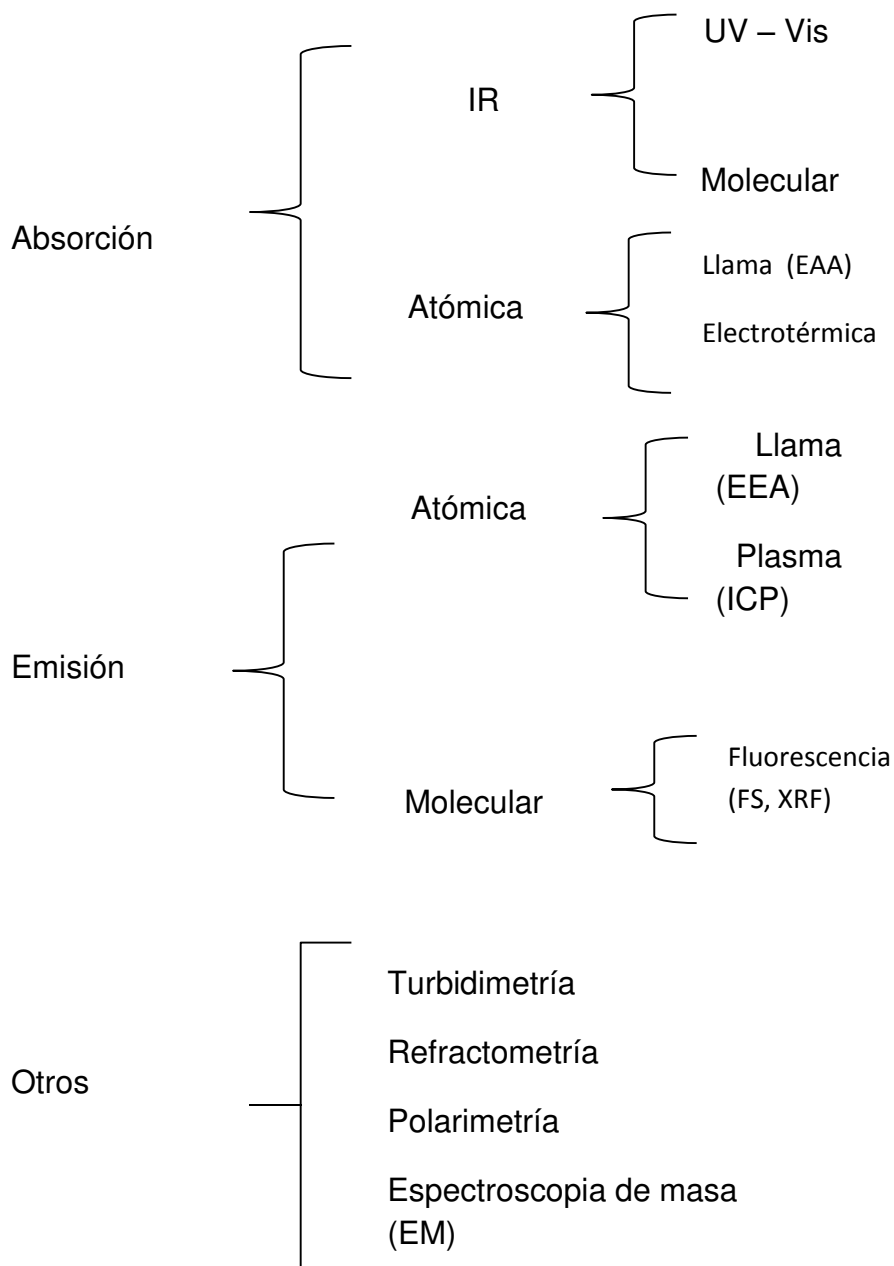 UV – Vis
IR
Molecular
Absorción
Llama (EAA)
Atómica
Electrotérmica
Llama
(EEA)
Atómica
Plasma
(ICP)
Emisión
Fluorescencia
(FS, XRF)
Molecular
Turbidimetría
Refractometría
Otros
Polarimetría
Espectroscopia de masa
(EM)